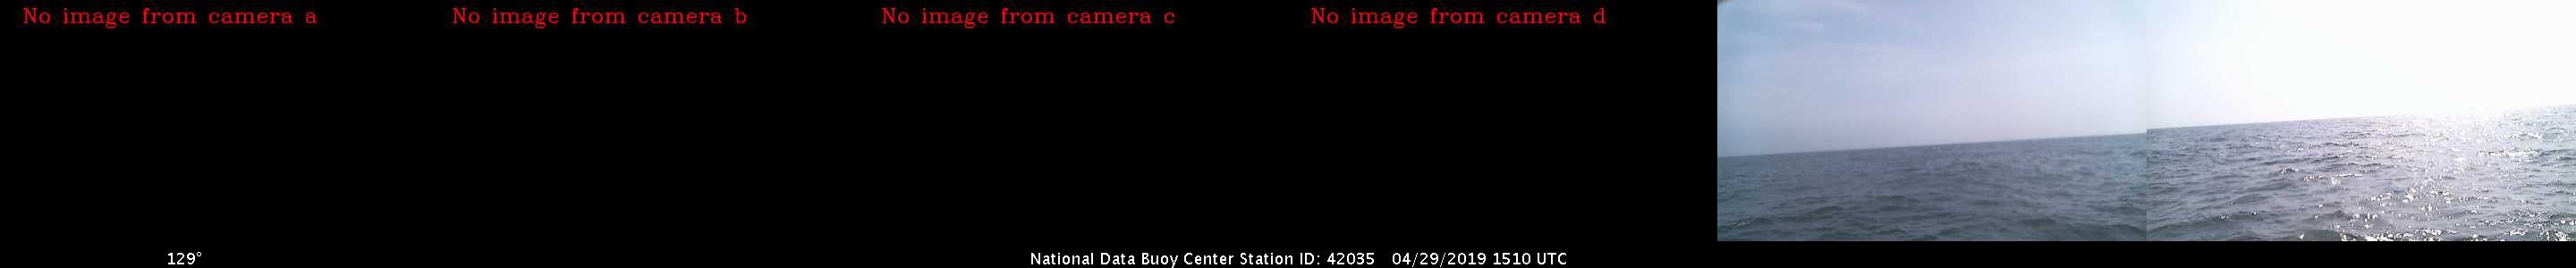 No image from camera a
No image from camera b
No image from camera c
No image from camera d
129°
National Data Buoy Center Station ID: 42035 04/29/2019 1510 UTC